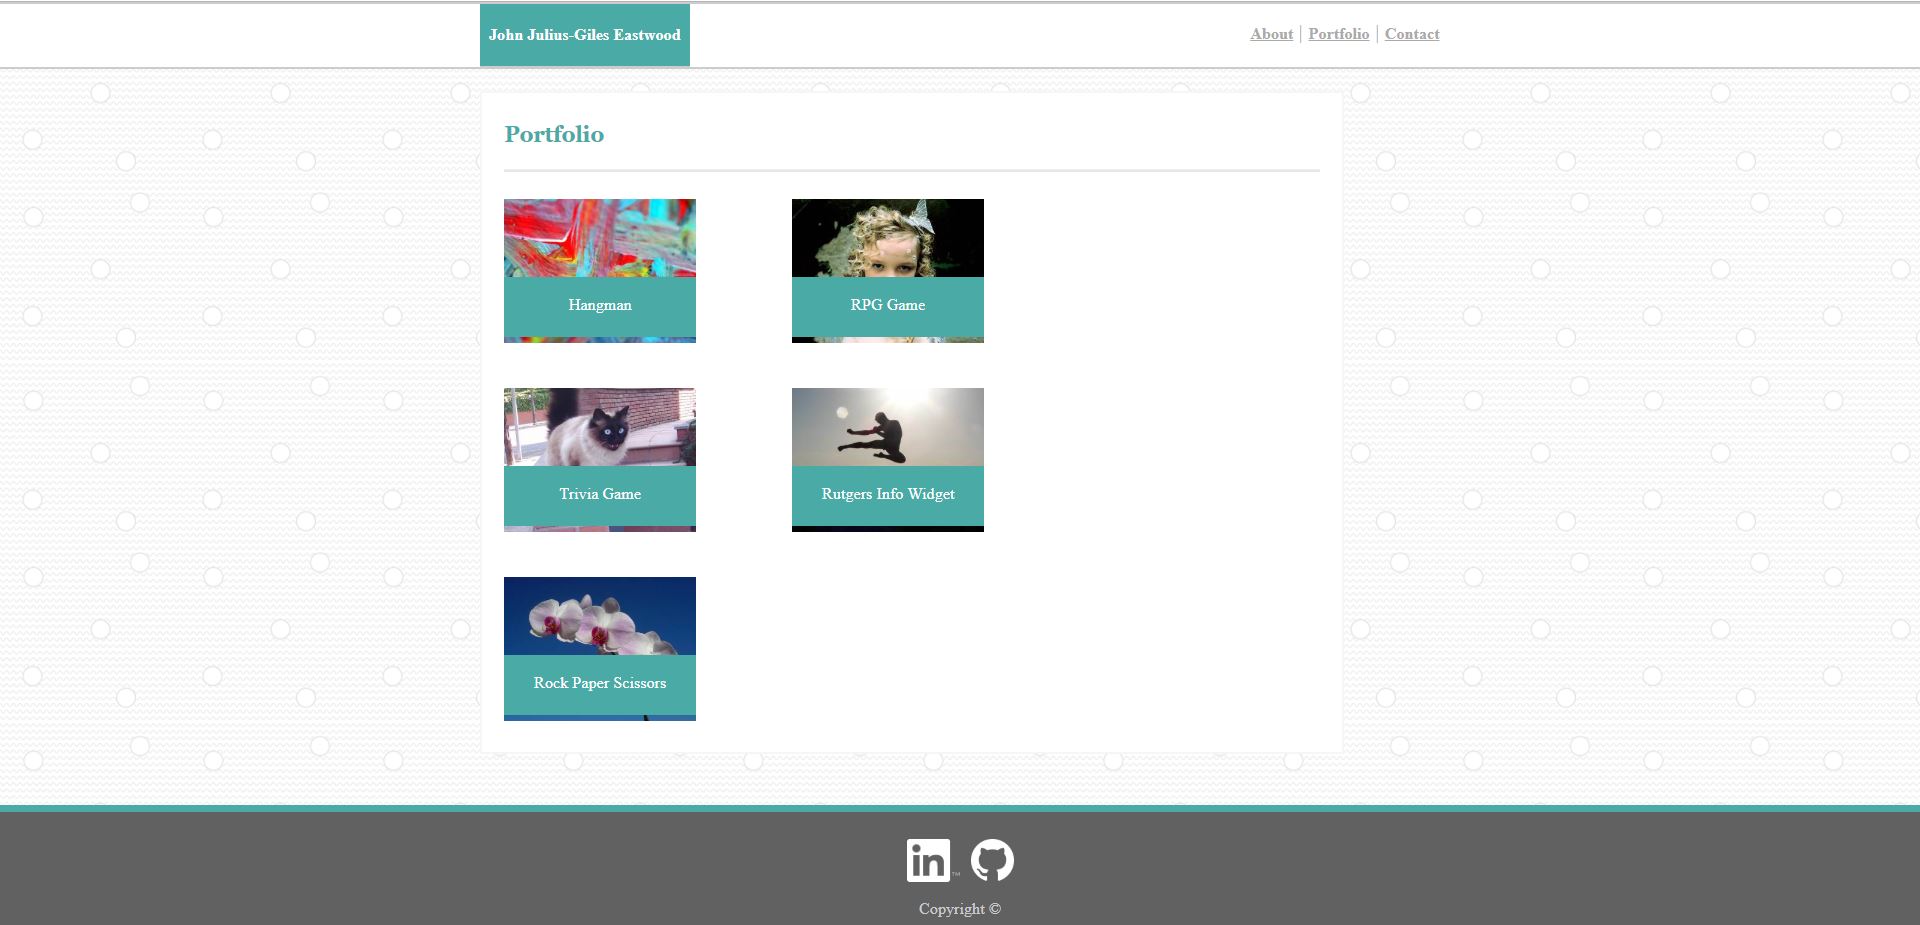 John Julius-Giles Eastwood
About | Portfolio | Contact
Portfolio
Hangman
RPG Game
Trivia Game
Rutgers Info Widget
Rock Paper Scissors
in ™
Copyright ©